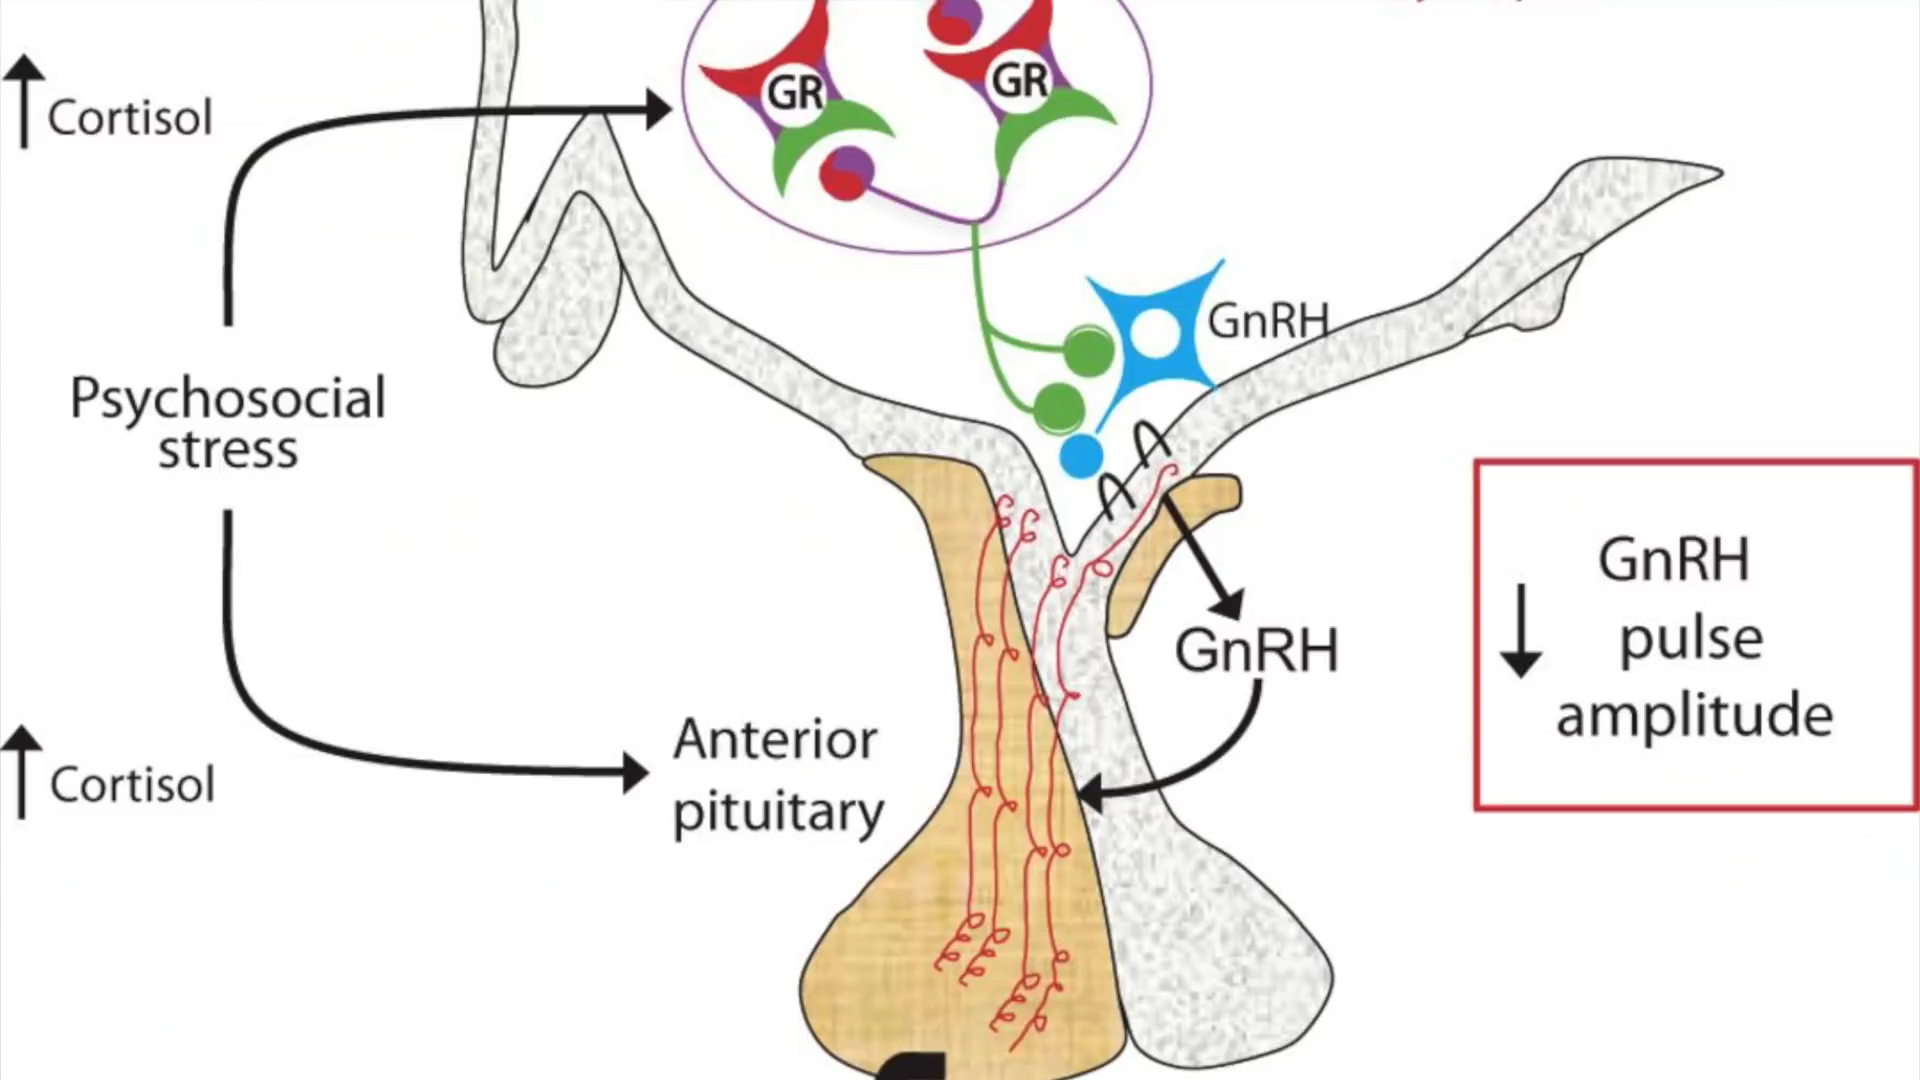 GR
GR
Cortisol
GnRH
Psychosocial
stress
GnRH
pulse
amplitude
GnRH
Anterior
pituitary
Cortisol